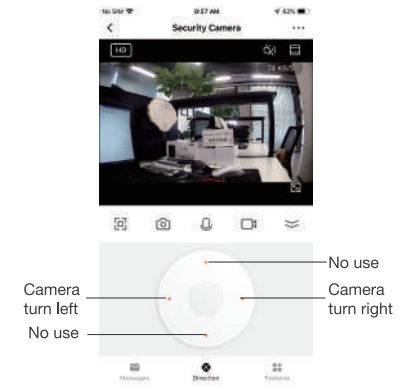 No SIM 9:27 AM 82%
Security Camera
HD
74 KB/S
No use
Camera
turn left
Camera
turn right
No use
Messages Direction Features